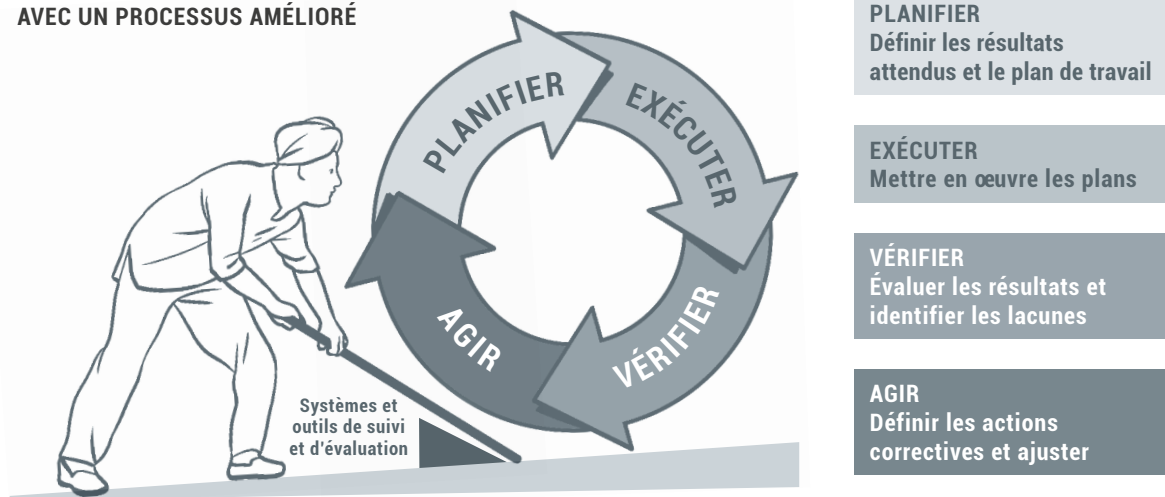 AVEC UN PROCESSUS AMÉLIORÉ
PLANIFIER
EXÉCUTER
VÉRIFIER
AGIR
Systèmes et
outils de suivi
et d'évaluation
PLANIFIER
Définir les résultats
attendus et le plan de travail
EXÉCUTER
Mettre en œuvre les plans
VÉRIFIER
Évaluer les résultats et
identifier les lacunes
AGIR
Définir les actions
correctives et ajuster